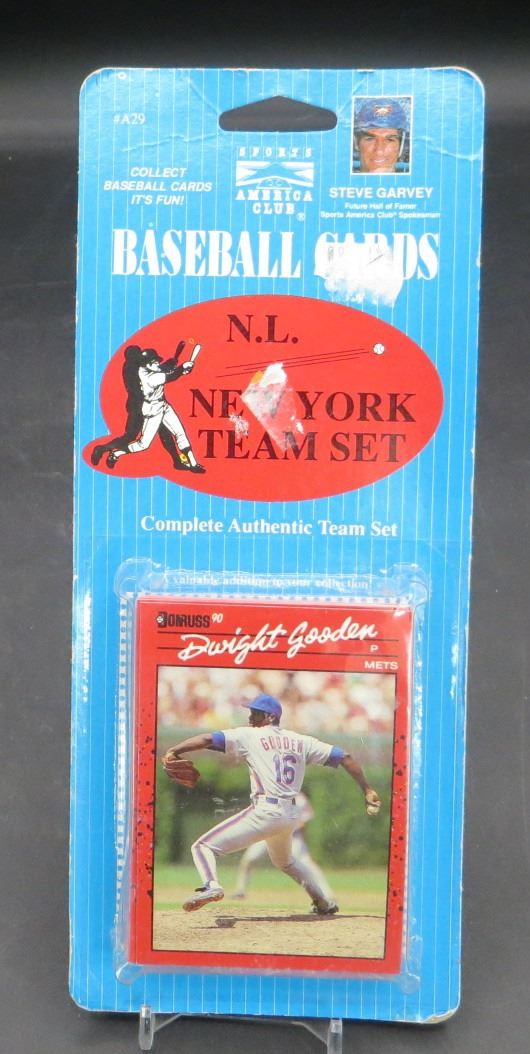 #A29
COLLECT
BASEBALL CARDS
IT'S FUN!
SPORTS
AMERICA
CLUB®
STEVE GARVEY
Future Hall of Famer
Sports America Club® Spokesman
BASEBALL CARDS
N.L.
NEW YORK
TEAM SET
Complete Authentic Team Set
A valuable addition to your collection!
DONRUSS 90
Dwight Gooden
P
METS
GOODEN
16